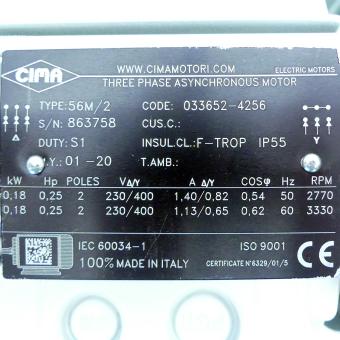 CIMA
WWW.CIMAMOTORI.COM
ELECTRIC MOTORS
THREE PHASE ASYNCHRONOUS MOTOR
TYPE: 56M/2 CODE: 033652-4256
S/N: 863758 CUS.C.:
DUTY: S1 INSUL.CL.: F-TROP IP55
Y.: 01-20 T.AMB.:
kW Hp POLES V Δ/Y A Δ/Y COSφ Hz RPM
0,18 0,25 2 230/400 1,40/0,82 0,54 50 2770
0,18 0,25 2 230/400 1,13/0,65 0,62 60 3330
IEC 60034-1 ISO 9001
100% MADE IN ITALY CERTIFICATE N°6329/01/5
CE